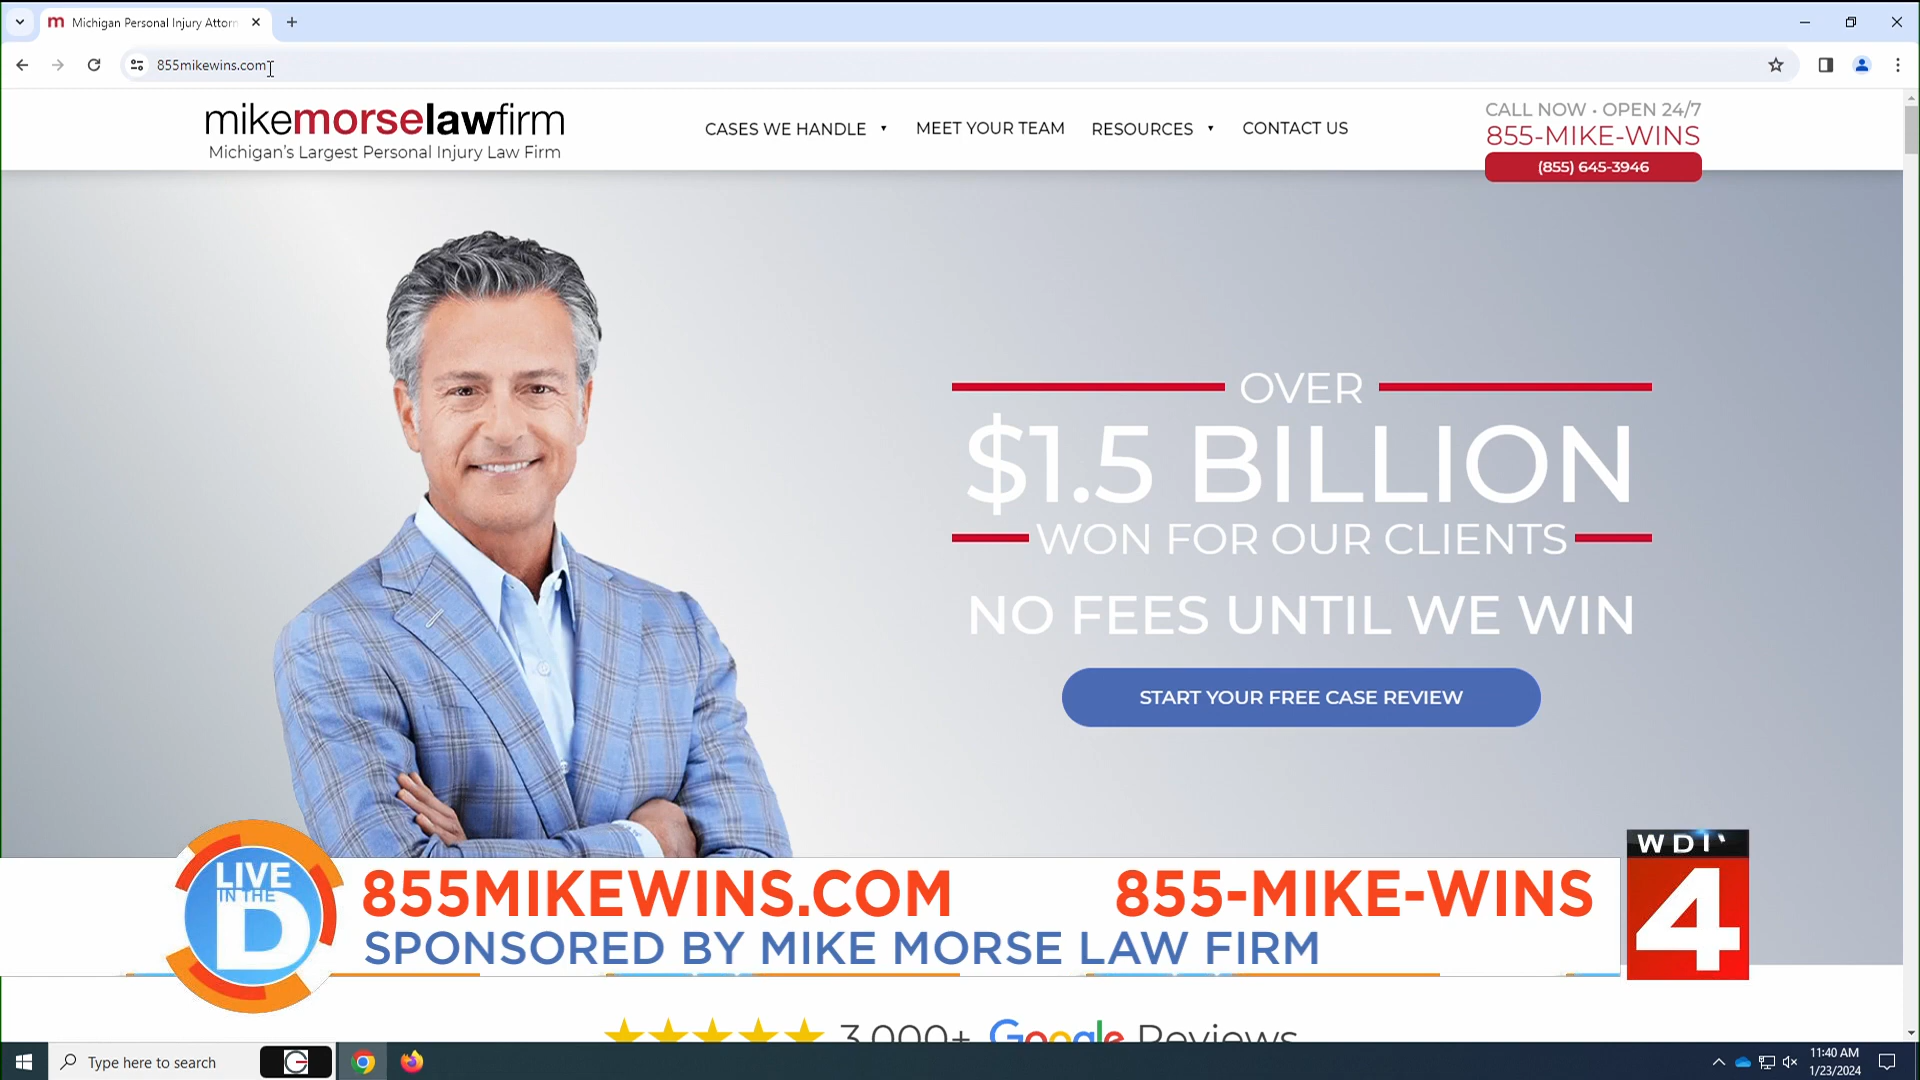 Michigan Personal Injury Attorn
855mikewins.com
mikemorselawfirm
Michigan's Largest Personal Injury Law Firm
CASES WE HANDLE
MEET YOUR TEAM
RESOURCES
CONTACT US
CALL NOW · OPEN 24/7
855-MIKE-WINS
(855) 645-3946
OVER
$1.5 BILLION
WON FOR OUR CLIENTS
NO FEES UNTIL WE WIN
START YOUR FREE CASE REVIEW
LIVE
IN THE
D
855MIKEWINS.COM
855-MIKE-WINS
SPONSORED BY MIKE MORSE LAW FIRM
WDI
4
3,000+ Google Reviews
Type here to search
11:40 AM
1/23/2024